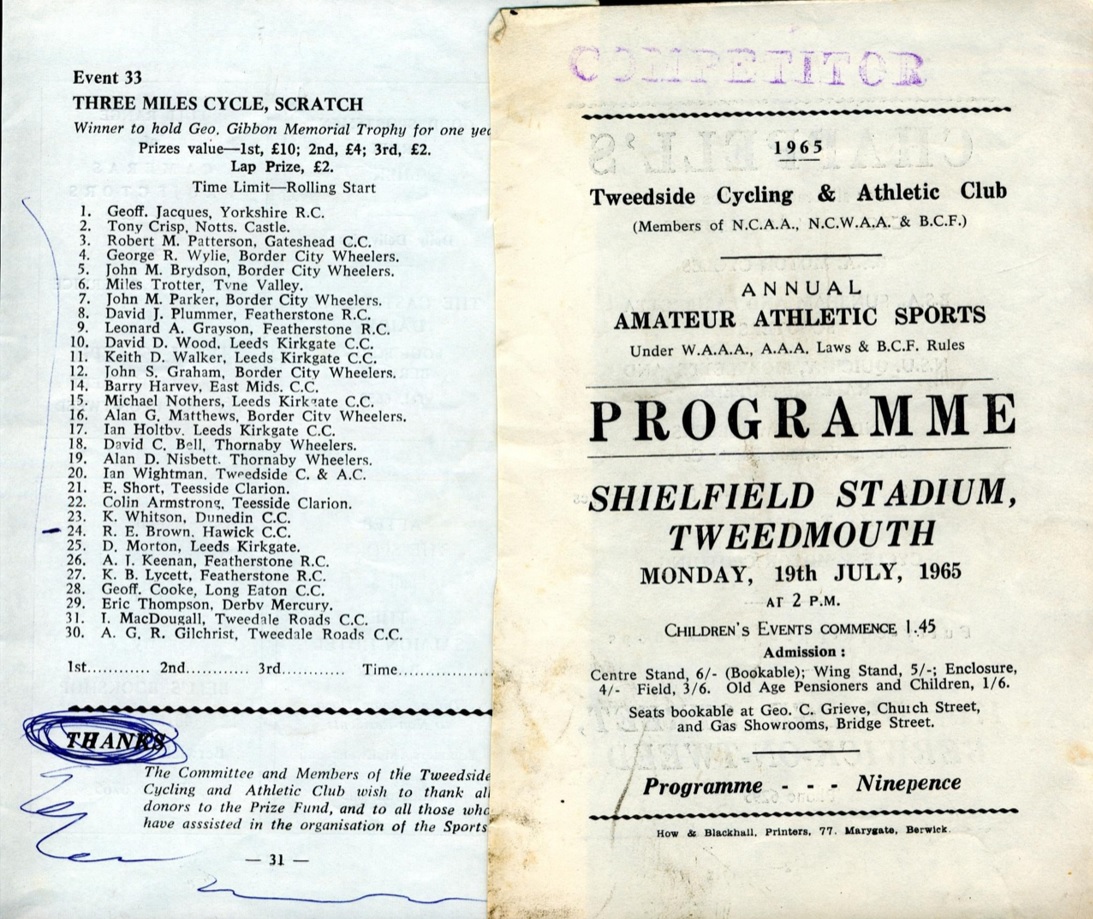 Event 33
THREE MILES CYCLE, SCRATCH
Winner to hold Geo. Gibbon Memorial Trophy for one yea
Prizes value—1st, £10; 2nd, £4; 3rd, £2.
Lap Prize, £2.
Time Limit—Rolling Start
1. Geoff. Jacques, Yorkshire R.C.
2. Tony Crisp, Notts. Castle.
3. Robert M. Patterson, Gateshead C.C.
4. George R. Wylie, Border City Wheelers.
5. John M. Brydson, Border City Wheelers.
6. Miles Trotter, Tyne Valley.
7. John M. Parker, Border City Wheelers.
8. David J. Plummer, Featherstone R.C.
9. Leonard A. Grayson, Featherstone R.C.
10. David D. Wood, Leeds Kirkgate C.C.
11. Keith D. Walker, Leeds Kirkgate C.C.
12. John S. Graham, Border City Wheelers.
14. Barry Harvey, East Mids. C.C.
15. Michael Nothers, Leeds Kirkgate C.C.
16. Alan G. Matthews, Border City Wheelers.
17. Ian Holtby, Leeds Kirkgate C.C.
18. David C. Bell, Thornaby Wheelers.
19. Alan D. Nisbett. Thornaby Wheelers.
20. Ian Wightman, Tweedside C. & A.C.
21. E. Short, Teesside Clarion.
22. Colin Armstrong, Teesside Clarion.
23. K. Whitson, Dunedin C.C.
24. R. E. Brown. Hawick C.C.
25. D. Morton, Leeds Kirkgate.
26. A. J. Keenan, Featherstone R.C.
27. K. B. Lycett, Featherstone R.C.
28. Geoff. Cooke, Long Eaton C.C.
29. Eric Thompson, Derby Mercury.
31. I. MacDougall, Tweedale Roads C.C.
30. A. G. R. Gilchrist, Tweedale Roads C.C.
1st............ 2nd............ 3rd............ Time................
THANKS
The Committee and Members of the Tweedside
Cycling and Athletic Club wish to thank all
donors to the Prize Fund, and to all those who
have asssisted in the organisation of the Sports
— 31 —
COMPETITOR
1965
Tweedside Cycling & Athletic Club
(Members of N.C.A.A., N.C.W.A.A. & B.C.F.)
ANNUAL
AMATEUR ATHLETIC SPORTS
Under W.A.A.A., A.A.A. Laws & B.C.F. Rules
PROGRAMME
SHIELFIELD STADIUM,
TWEEDMOUTH
MONDAY, 19th JULY, 1965
AT 2 P.M.
CHILDREN'S EVENTS COMMENCE 1.45
Admission :
Centre Stand, 6/- (Bookable); Wing Stand, 5/-; Enclosure,
4/- Field, 3/6. Old Age Pensioners and Children, 1/6.
Seats bookable at Geo. C. Grieve, Church Street,
and Gas Showrooms, Bridge Street.
Programme - - - Ninepence
How & Blackhall, Printers, 77. Marygate, Berwick.